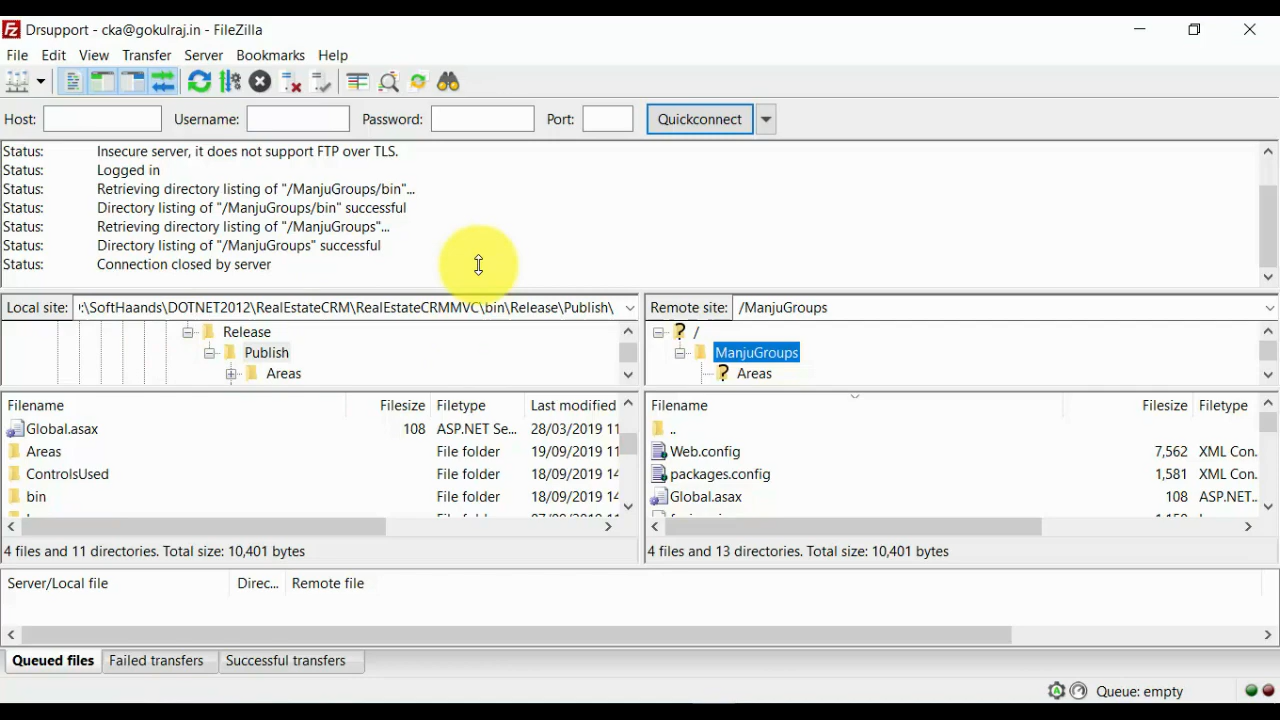 Drsupport - cka@gokulraj.in - FileZilla
File Edit View Transfer Server Bookmarks Help
Host: Username: Password: Port: Quickconnect
Status: Insecure server, it does not support FTP over TLS.
Status: Logged in
Status: Retrieving directory listing of "/ManjuGroups/bin"...
Status: Directory listing of "/ManjuGroups/bin" successful
Status: Retrieving directory listing of "/ManjuGroups"...
Status: Directory listing of "/ManjuGroups" successful
Status: Connection closed by server
Local site: :\SoftHaands\DOTNET2012\RealEstateCRM\RealEstateCRMMVC\bin\Release\Publish\
Release
Publish
Areas
Filename Filesize Filetype Last modified
Global.asax 108 ASP.NET Se... 28/03/2019 11
Areas File folder 19/09/2019 11
ControlsUsed File folder 18/09/2019 14
bin File folder 18/09/2019 14
4 files and 11 directories. Total size: 10,401 bytes
Remote site: /ManjuGroups
/
ManjuGroups
Areas
Filename Filesize Filetype
..
Web.config 7,562 XML Con.
packages.config 1,581 XML Con.
Global.asax 108 ASP.NET..
4 files and 13 directories. Total size: 10,401 bytes
Server/Local file Direc... Remote file
Queued files Failed transfers Successful transfers
Queue: empty